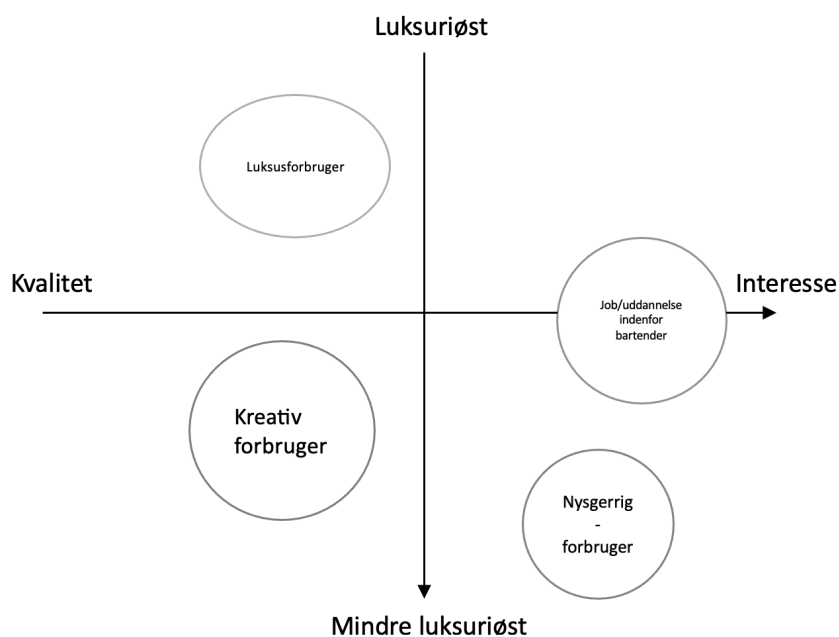 Luksuriøst
Luksusforbruger
Kvalitet
Interesse
Job/uddannelse
indenfor
bartender
Kreativ
forbruger
Nysgerrig
-
forbruger
Mindre luksuriøst